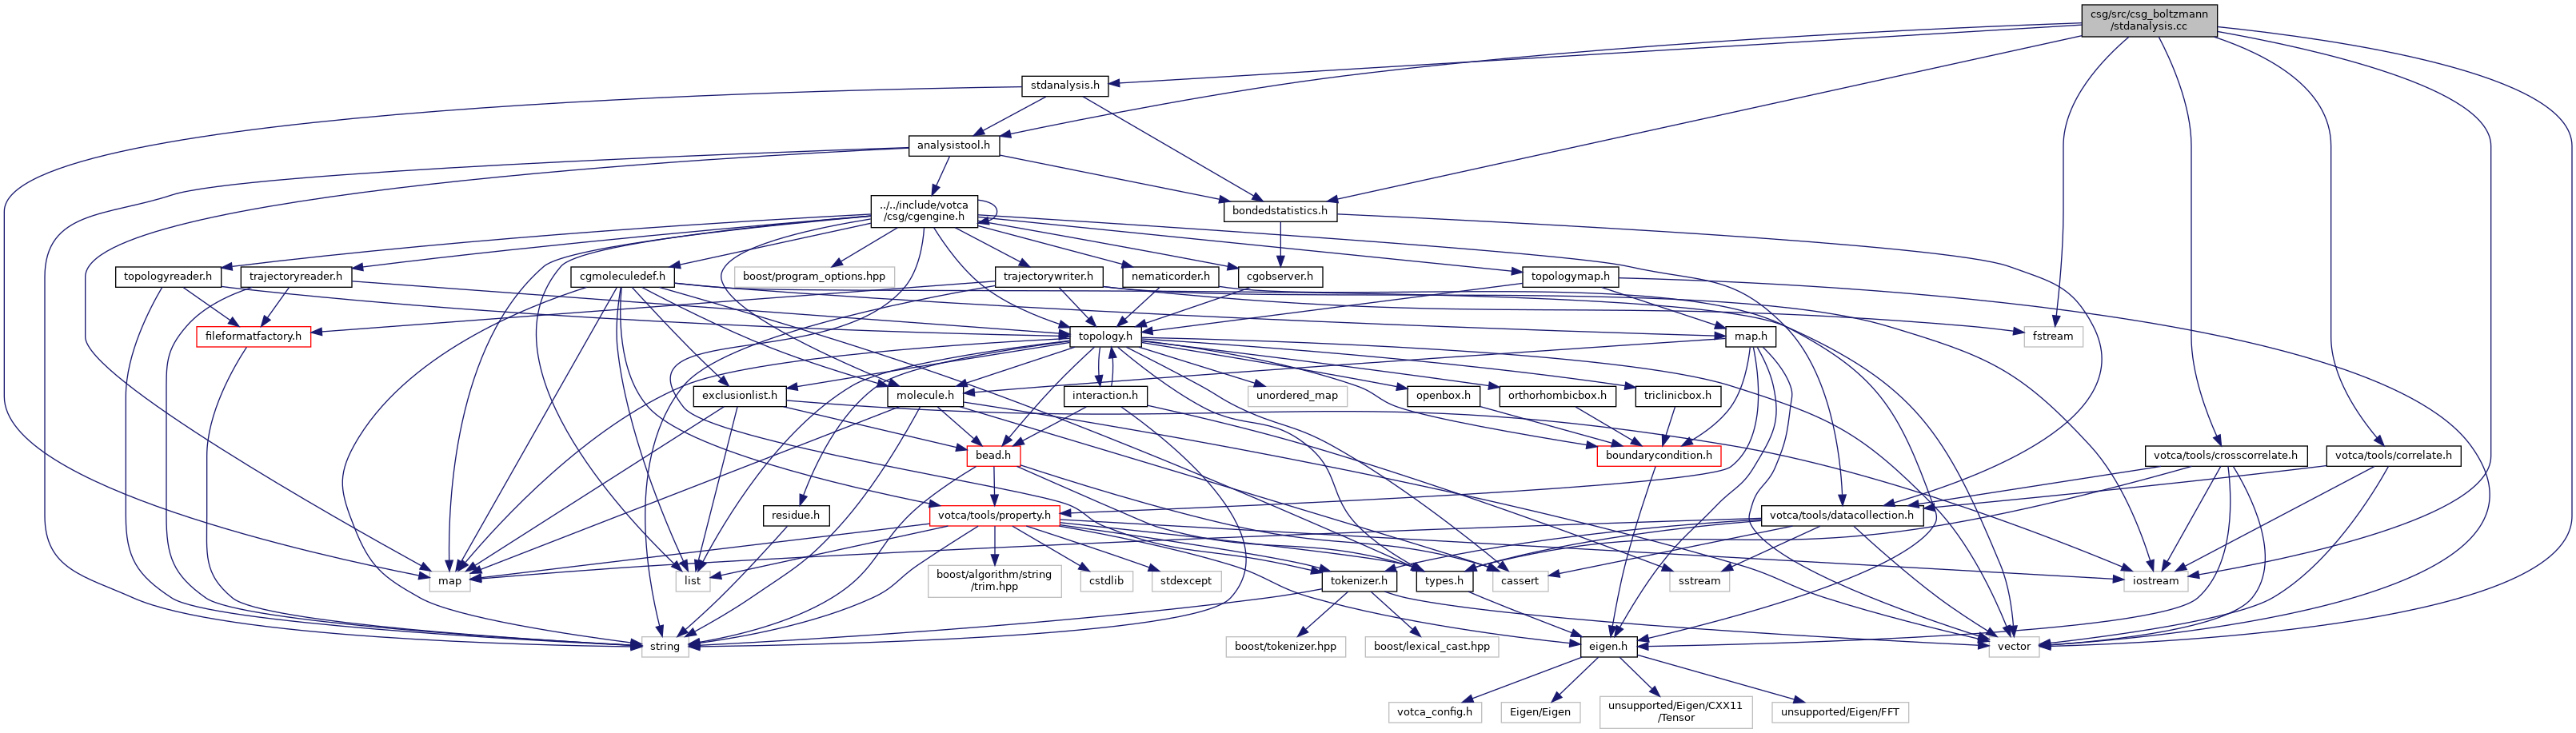 csg/src/csg_boltzmann
/stdanalysis.cc
stdanalysis.h
analysistool.h
../../include/votca
/csg/cgengine.h
bondedstatistics.h
topologyreader.h
trajectoryreader.h
cgmoleculedef.h
boost/program_options.hpp
trajectorywriter.h
nematicorder.h
cgobserver.h
topologymap.h
fileformatfactory.h
topology.h
map.h
fstream
exclusionlist.h
molecule.h
interaction.h
unordered_map
openbox.h
orthorhombicbox.h
triclinicbox.h
bead.h
boundarycondition.h
votca/tools/crosscorrelate.h
votca/tools/correlate.h
residue.h
votca/tools/property.h
votca/tools/datacollection.h
map
list
boost/algorithm/string
/trim.hpp
cstdlib
stdexcept
tokenizer.h
types.h
cassert
sstream
iostream
string
boost/tokenizer.hpp
boost/lexical_cast.hpp
eigen.h
vector
votca_config.h
Eigen/Eigen
unsupported/Eigen/CXX11
/Tensor
unsupported/Eigen/FFT